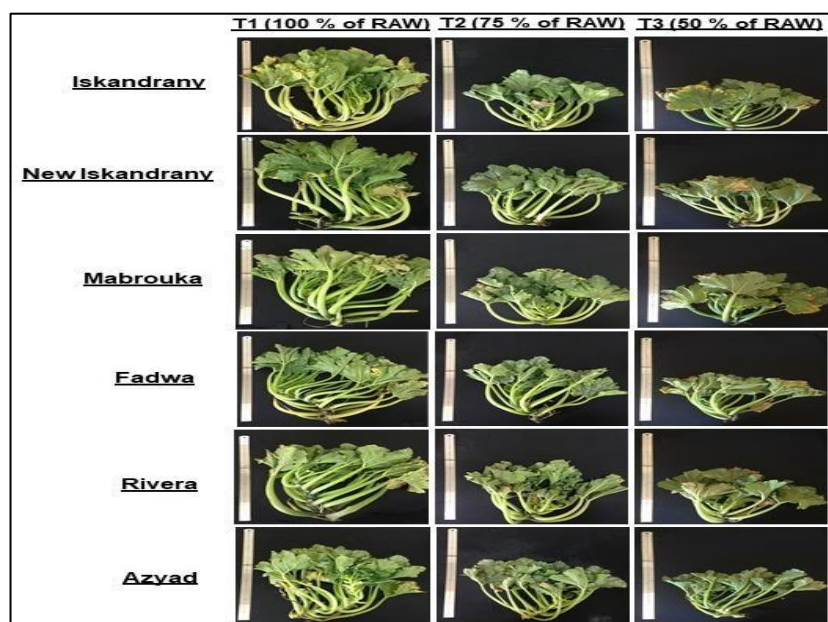 T1 (100 % of RAW) T2 (75 % of RAW) T3 (50 % of RAW)
Iskandrany
New Iskandrany
Mabrouka
Fadwa
Rivera
Azyad